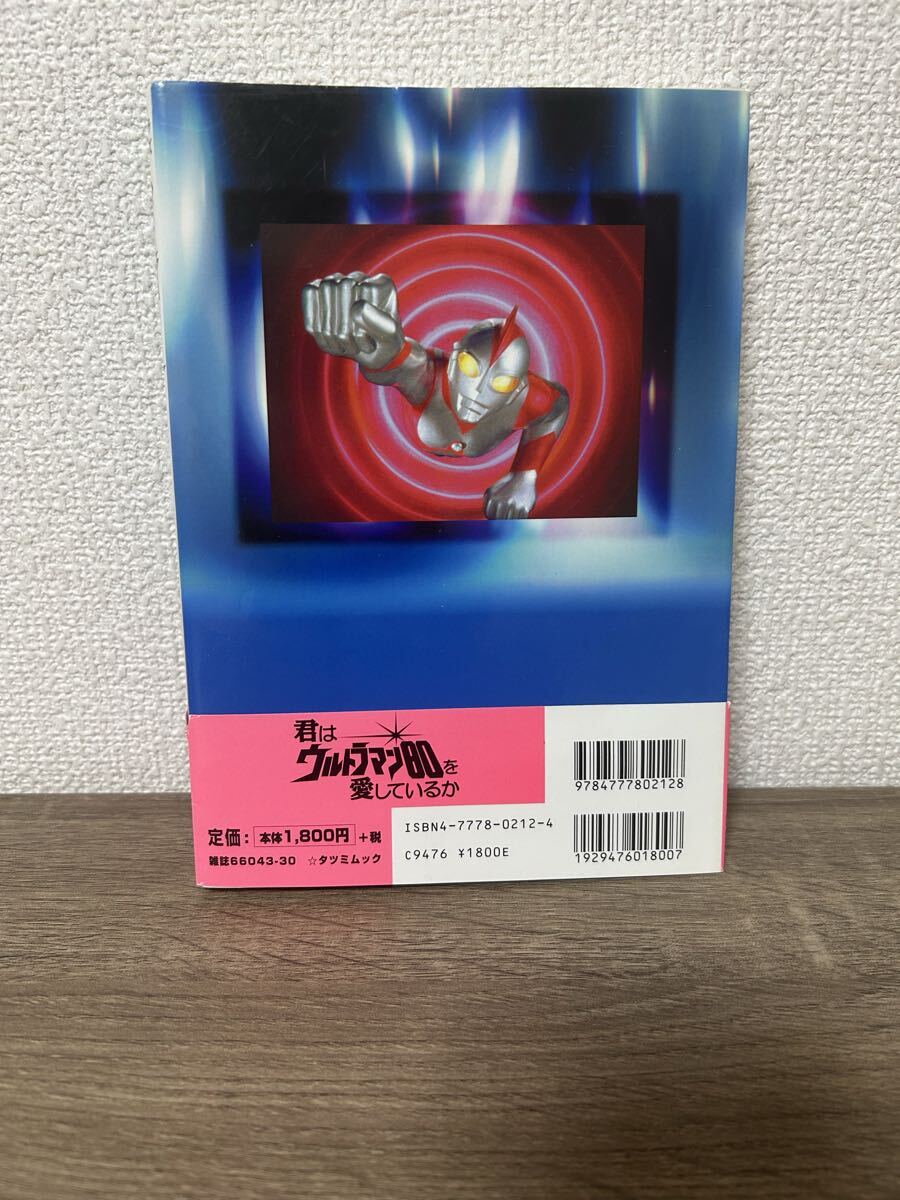 君は
ウルトラマン80を
愛しているか
定価：本体1,800円+税
雑誌66043-30 ☆タツミムック
ISBN4-7778-0212-4
C9476 ¥1800E
9784777802128
1929476018007